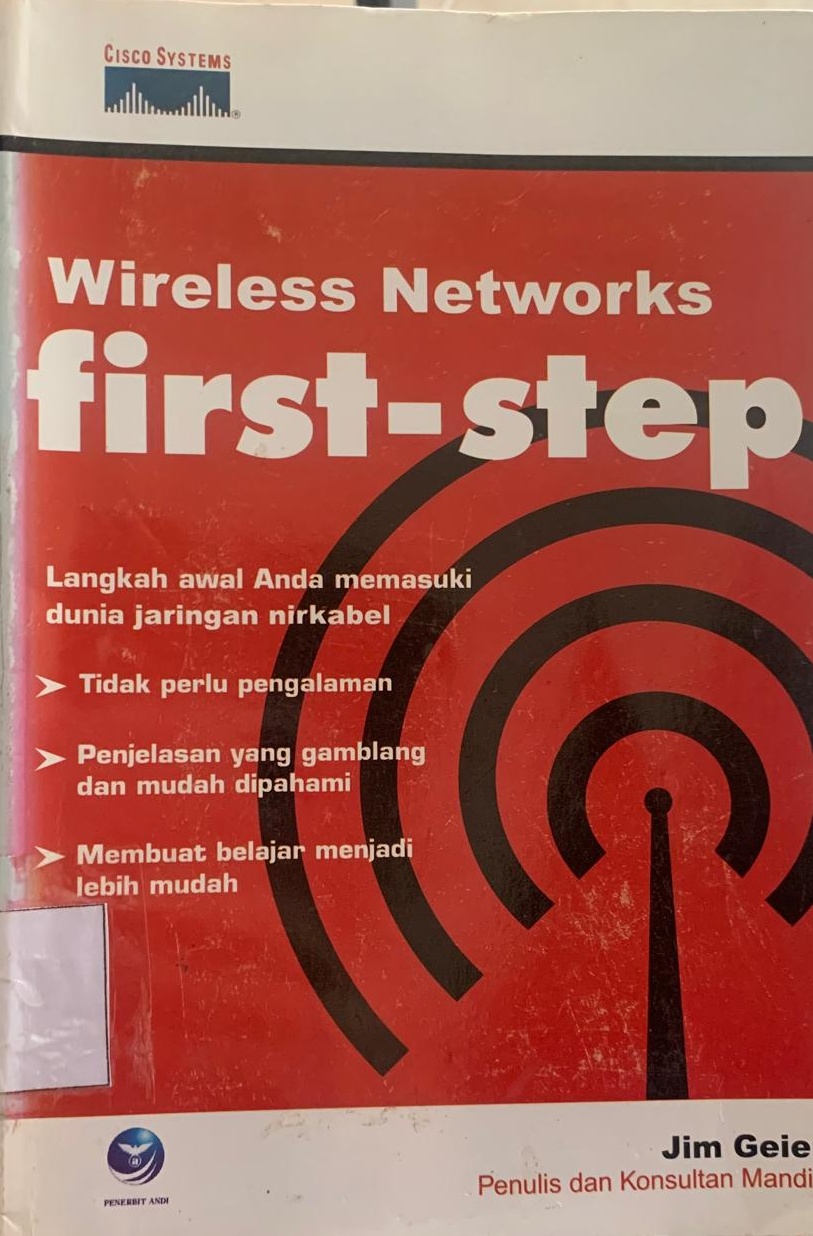 CISCO SYSTEMS
®
Wireless Networks
first-step
Langkah awal Anda memasuki
dunia jaringan nirkabel
➤ Tidak perlu pengalaman
➤ Penjelasan yang gamblang
dan mudah dipahami
➤ Membuat belajar menjadi
lebih mudah
a
PENERBIT ANDI
Jim Geie
Penulis dan Konsultan Mandi